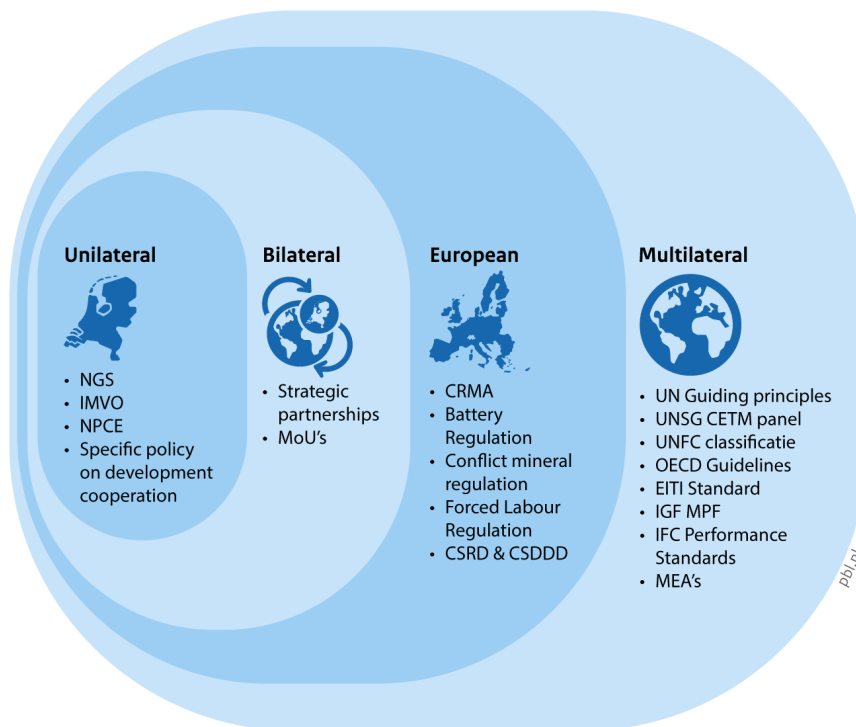 Unilateral
• NGS
• IMVO
• NPCE
• Specific policy
on development
cooperation
Bilateral
• Strategic
partnerships
• MoU's
European
• CRMA
• Battery
Regulation
• Conflict mineral
regulation
• Forced Labour
Regulation
• CSRD & CSDDD
Multilateral
• UN Guiding principles
• UNSG CETM panel
• UNFC classificatie
• OECD Guidelines
• EITI Standard
• IGF MPF
• IFC Performance
Standards
• MEA's
pbl.nl